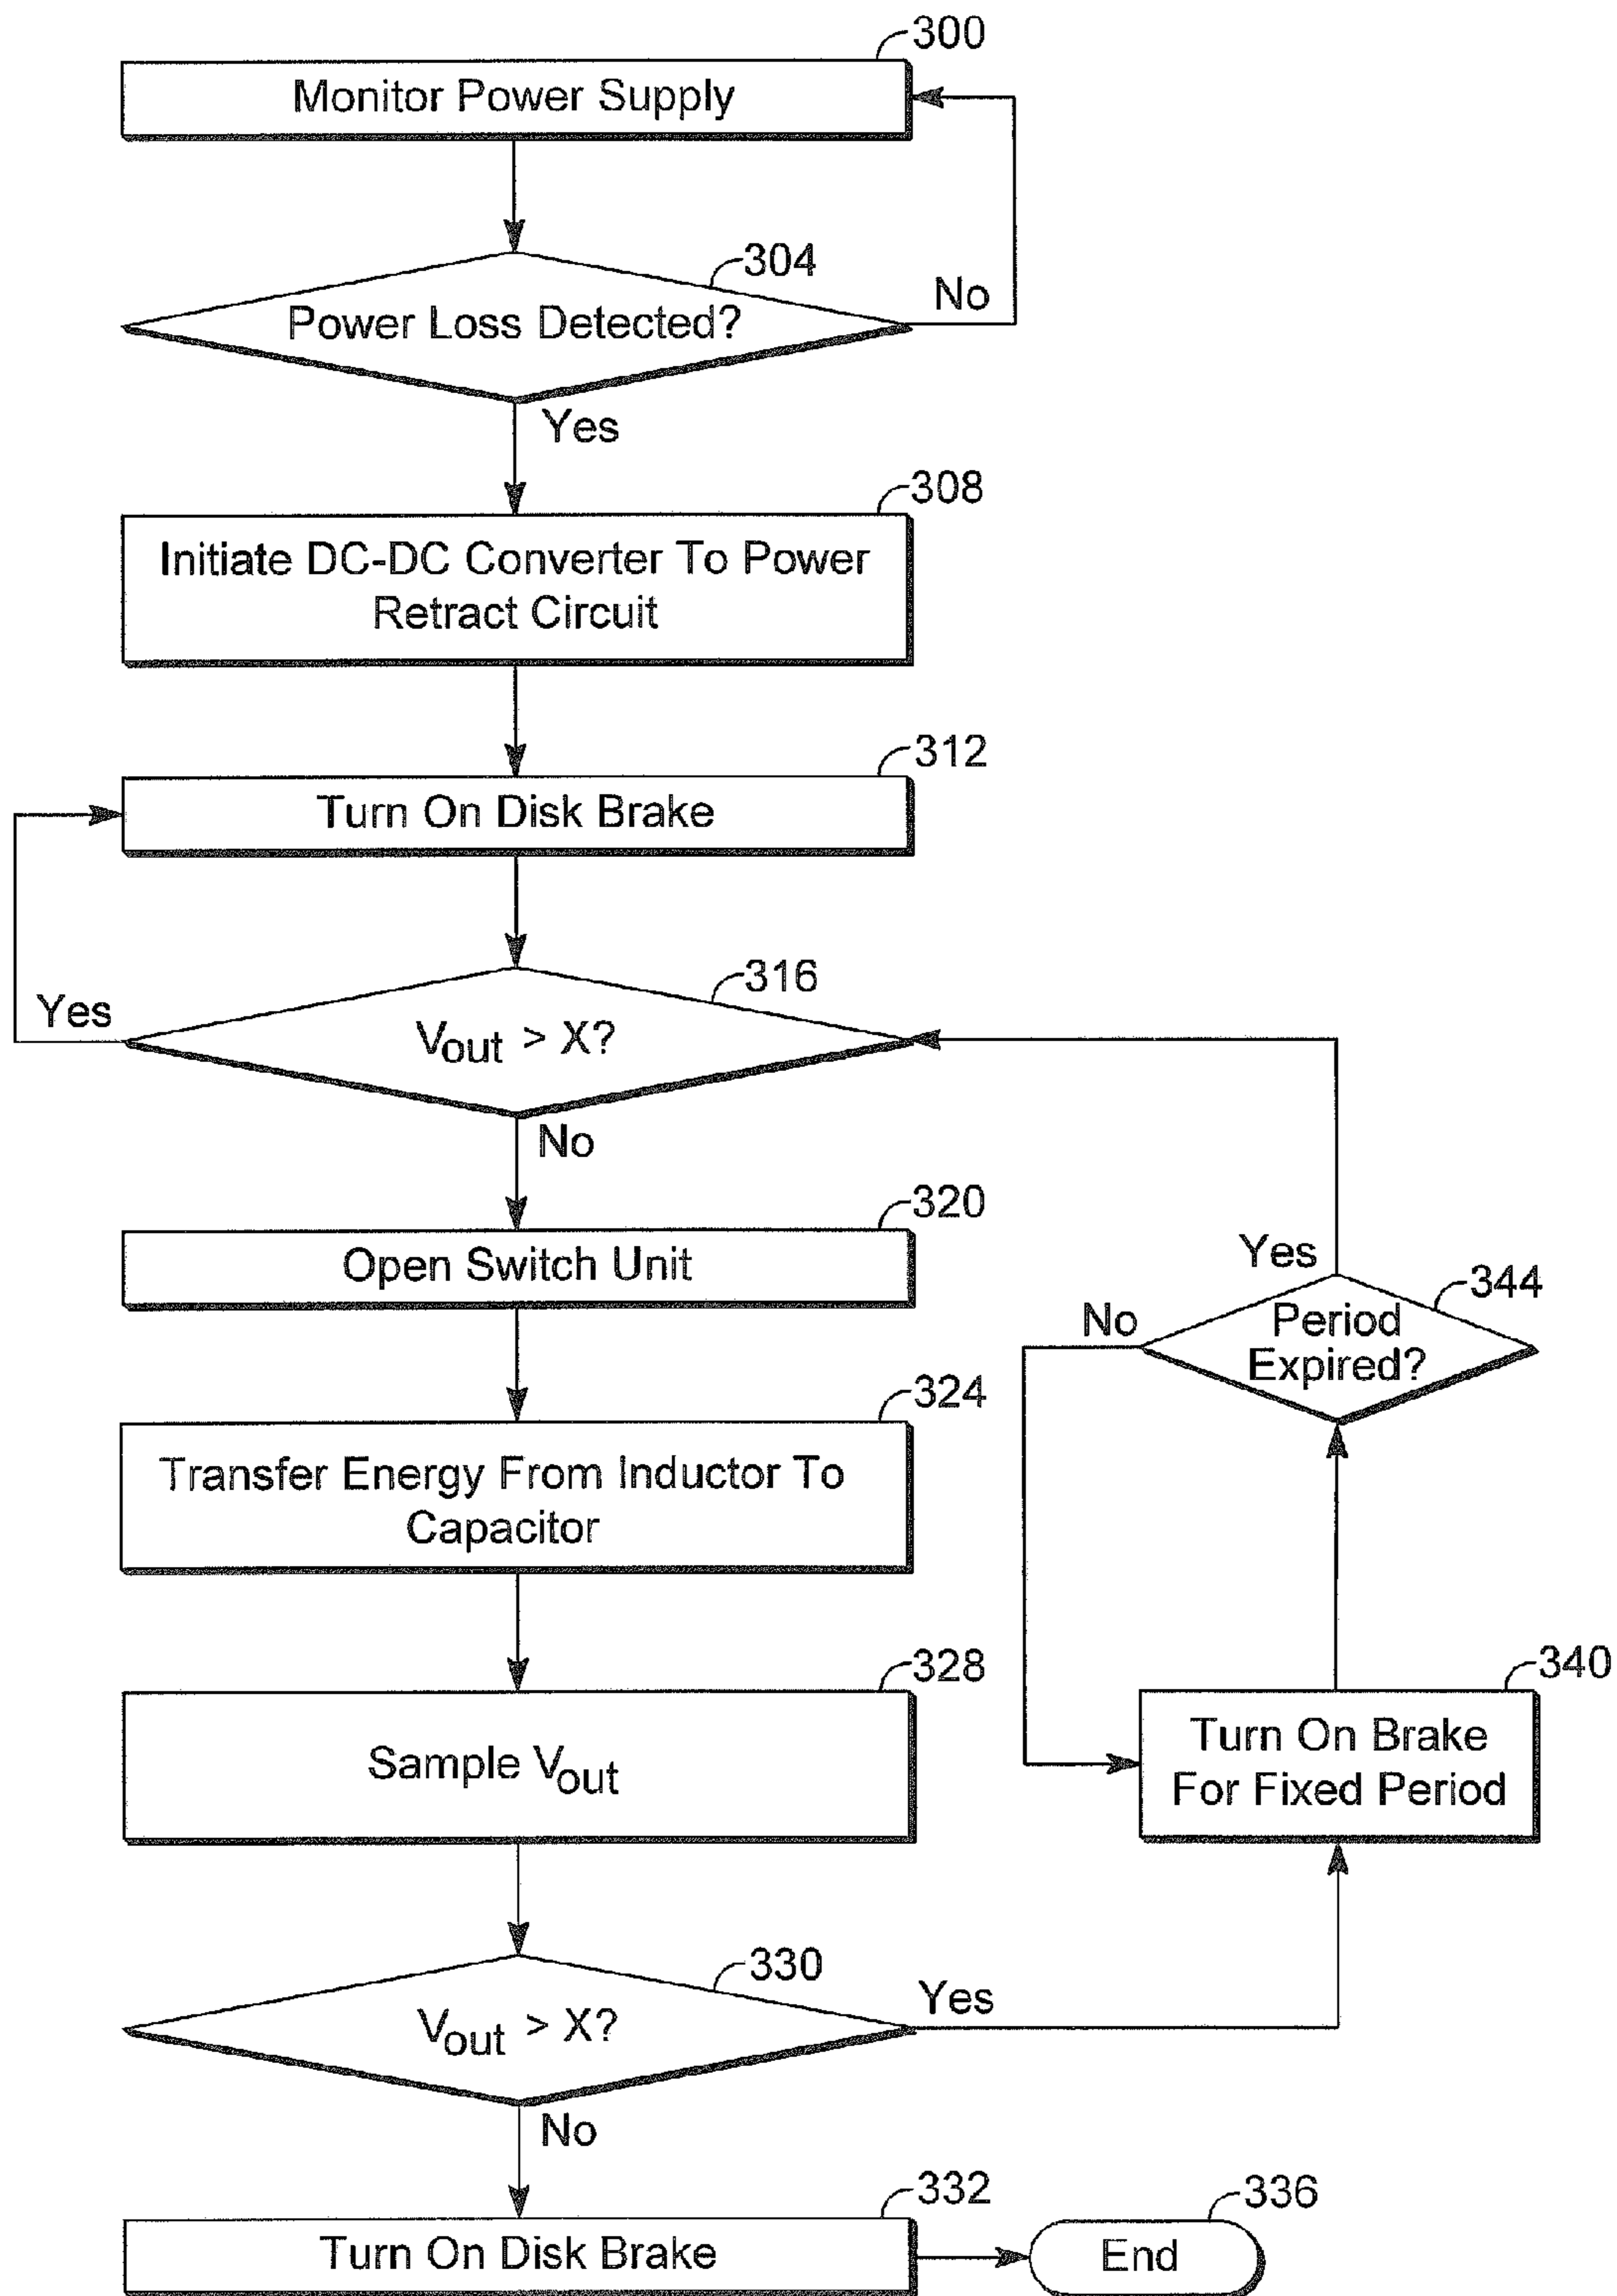 300
Monitor Power Supply
304
No
Power Loss Detected?
Yes
308
Initiate DC-DC Converter To Power
Retract Circuit
312
Turn On Disk Brake
316
Yes
Vout > X?
No
320
Open Switch Unit
Yes
344
No
Period
Expired?
324
Transfer Energy From Inductor To
Capacitor
328
Sample Vout
340
Turn On Brake
For Fixed Period
330
Yes
Vout > X?
No
332
Turn On Disk Brake
336
End